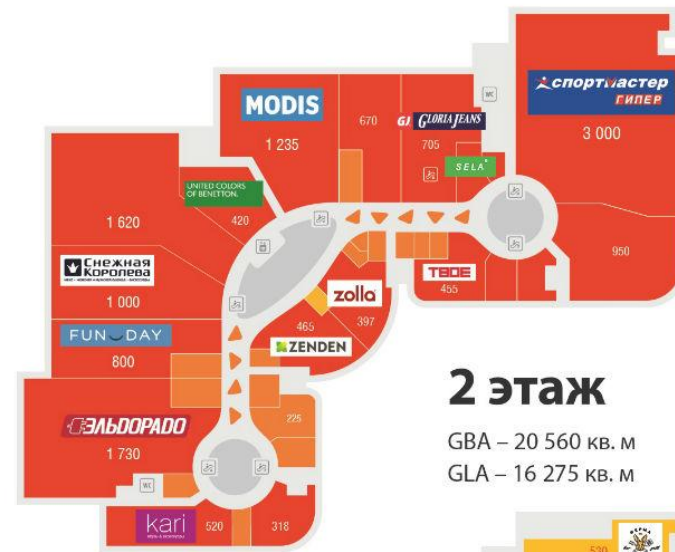 СПОРТМАСТЕР
ГИПЕР
3 000
MODIS
1 235
670
GJ GLORIA JEANS
705
WC
SELA
UNITED COLORS
OF BENETTON.
420
1 620
950
СНЕЖНАЯ
КОРОЛЕВА
1 000
ТВОЕ
455
zolla
397
465
ZENDEN
FUN DAY
800
ЭЛЬДОРАДО
1 730
225
WC
kari
520
318
2 этаж
GBA – 20 560 кв. м
GLA – 16 275 кв. м
530
ФЕРМА